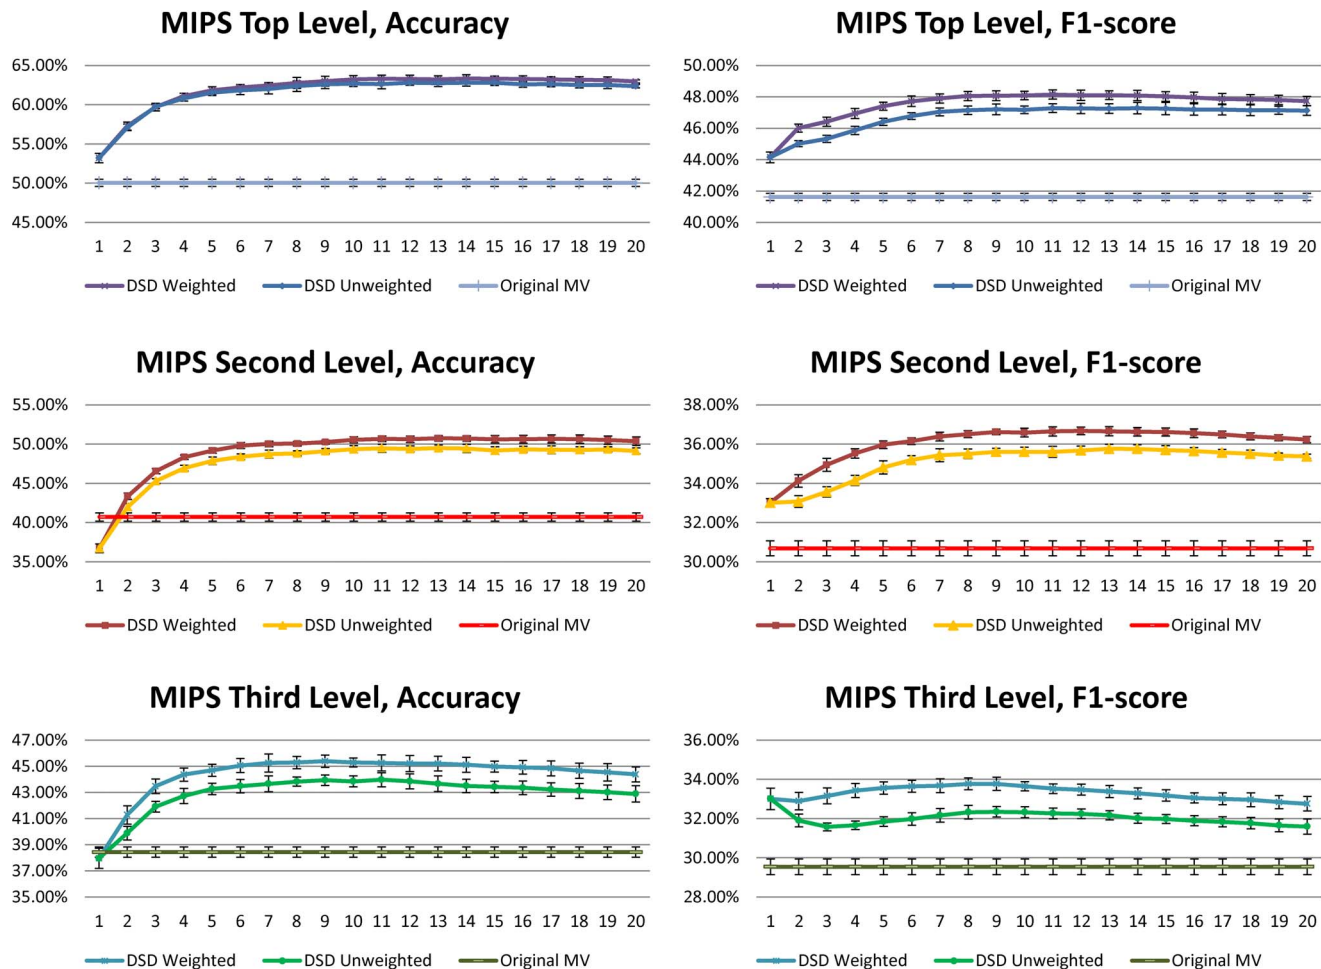 MIPS Top Level, Accuracy
65.00%
60.00%
55.00%
50.00%
45.00%
1 2 3 4 5 6 7 8 9 10 11 12 13 14 15 16 17 18 19 20
DSD Weighted DSD Unweighted Original MV
MIPS Top Level, F1-score
50.00%
48.00%
46.00%
44.00%
42.00%
40.00%
1 2 3 4 5 6 7 8 9 10 11 12 13 14 15 16 17 18 19 20
DSD Weighted DSD Unweighted Original MV
MIPS Second Level, Accuracy
55.00%
50.00%
45.00%
40.00%
35.00%
1 2 3 4 5 6 7 8 9 10 11 12 13 14 15 16 17 18 19 20
DSD Weighted DSD Unweighted Original MV
MIPS Second Level, F1-score
38.00%
36.00%
34.00%
32.00%
30.00%
1 2 3 4 5 6 7 8 9 10 11 12 13 14 15 16 17 18 19 20
DSD Weighted DSD Unweighted Original MV
MIPS Third Level, Accuracy
47.00%
45.00%
43.00%
41.00%
39.00%
37.00%
35.00%
1 2 3 4 5 6 7 8 9 10 11 12 13 14 15 16 17 18 19 20
DSD Weighted DSD Unweighted Original MV
MIPS Third Level, F1-score
36.00%
34.00%
32.00%
30.00%
28.00%
1 2 3 4 5 6 7 8 9 10 11 12 13 14 15 16 17 18 19 20
DSD Weighted DSD Unweighted Original MV